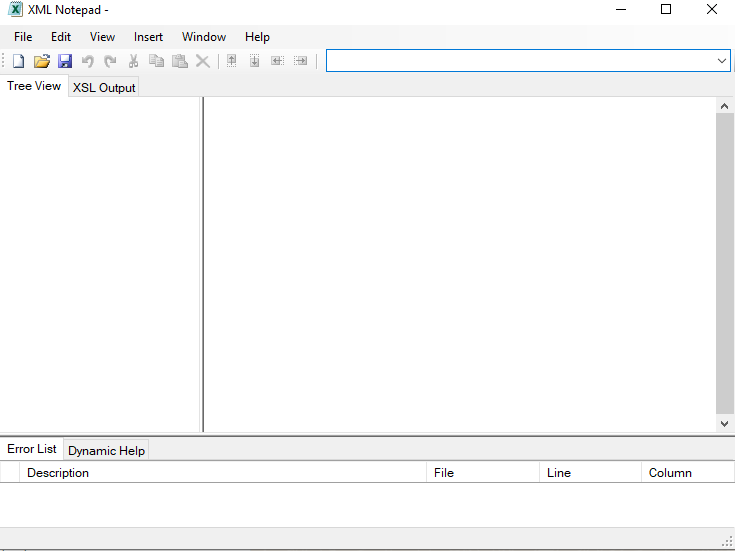 XML Notepad -
File Edit View Insert Window Help
Tree View XSL Output
Error List Dynamic Help
Description File Line Column